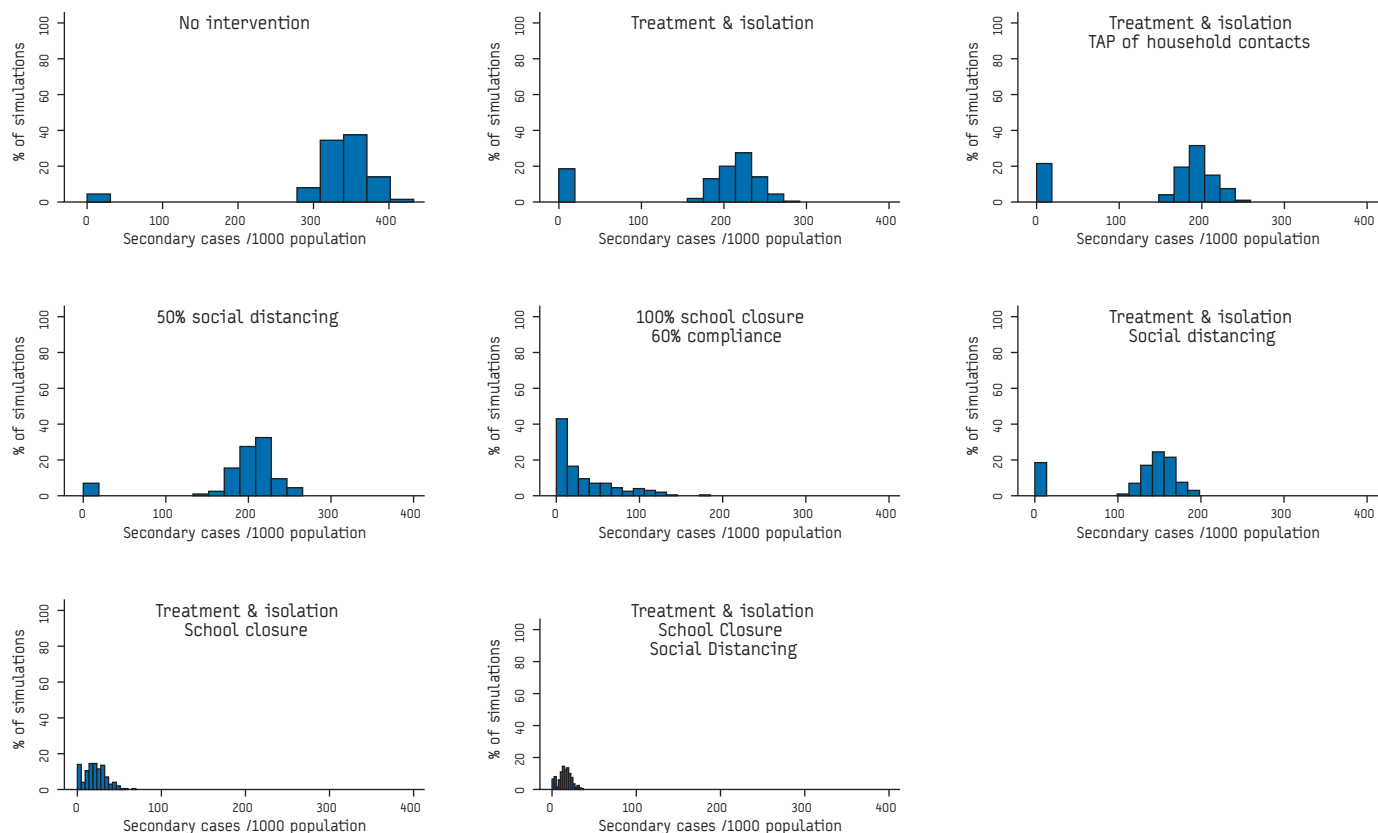 No intervention
% of simulations
0 20 40 60 80 100
0 100 200 300 400
Secondary cases /1000 population
Treatment & isolation
% of simulations
0 20 40 60 80 100
0 100 200 300 400
Secondary cases /1000 population
Treatment & isolation
TAP of household contacts
% of simulations
0 20 40 60 80 100
0 100 200 300 400
Secondary cases /1000 population
50% social distancing
% of simulations
0 20 40 60 80 100
0 100 200 300 400
Secondary cases /1000 population
100% school closure
60% compliance
% of simulations
0 20 40 60 80 100
0 100 200 300 400
Secondary cases /1000 population
Treatment & isolation
Social distancing
% of simulations
0 20 40 60 80 100
0 100 200 300 400
Secondary cases /1000 population
Treatment & isolation
School closure
% of simulations
0 20 40 60 80 100
0 100 200 300 400
Secondary cases /1000 population
Treatment & isolation
School Closure
Social Distancing
% of simulations
0 20 40 60 80 100
0 100 200 300 400
Secondary cases /1000 population